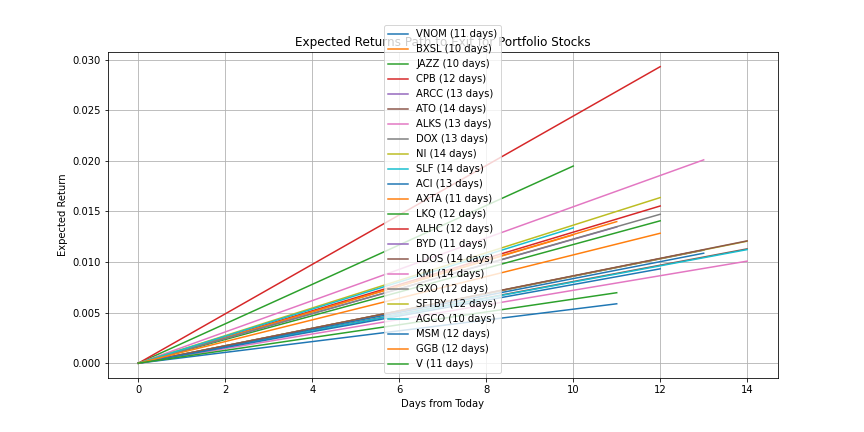 Expected Returns Path to Exit for Portfolio Stocks
VNOM (11 days)
BXSL (10 days)
JAZZ (10 days)
CPB (12 days)
ARCC (13 days)
ATO (14 days)
ALKS (13 days)
DOX (13 days)
NI (14 days)
SLF (14 days)
ACI (13 days)
AXTA (11 days)
LKQ (12 days)
ALHC (12 days)
BYD (11 days)
LDOS (14 days)
KMI (14 days)
GXO (12 days)
SFTBY (12 days)
AGCO (10 days)
MSM (12 days)
GGB (12 days)
V (11 days)
Expected Return
0.030
0.025
0.020
0.015
0.010
0.005
0.000
0 2 4 6 8 10 12 14
Days from Today